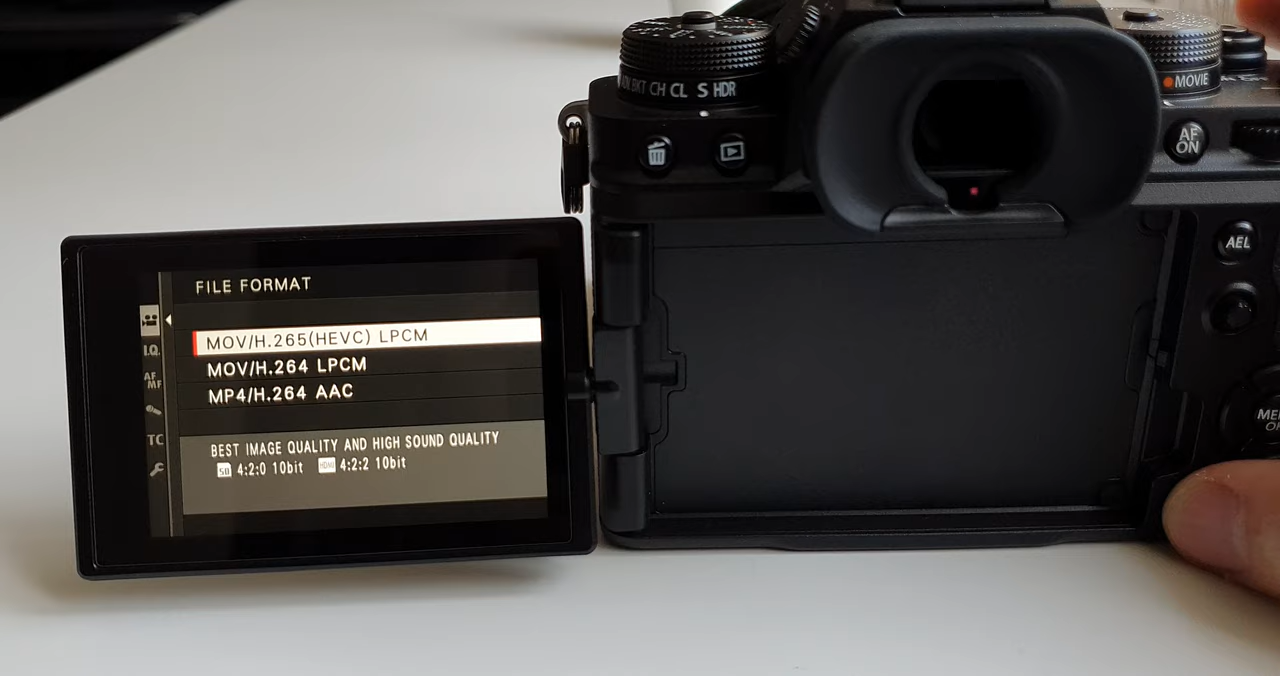 BKT CH CL S HDR
MOVIE
AF
ON
AEL
FILE FORMAT
MOV/H.265(HEVC) LPCM
MOV/H.264 LPCM
MP4/H.264 AAC
BEST IMAGE QUALITY AND HIGH SOUND QUALITY
SD 4:2:0 10bit HDMI 4:2:2 10bit
I.Q.
AF
MF
TC